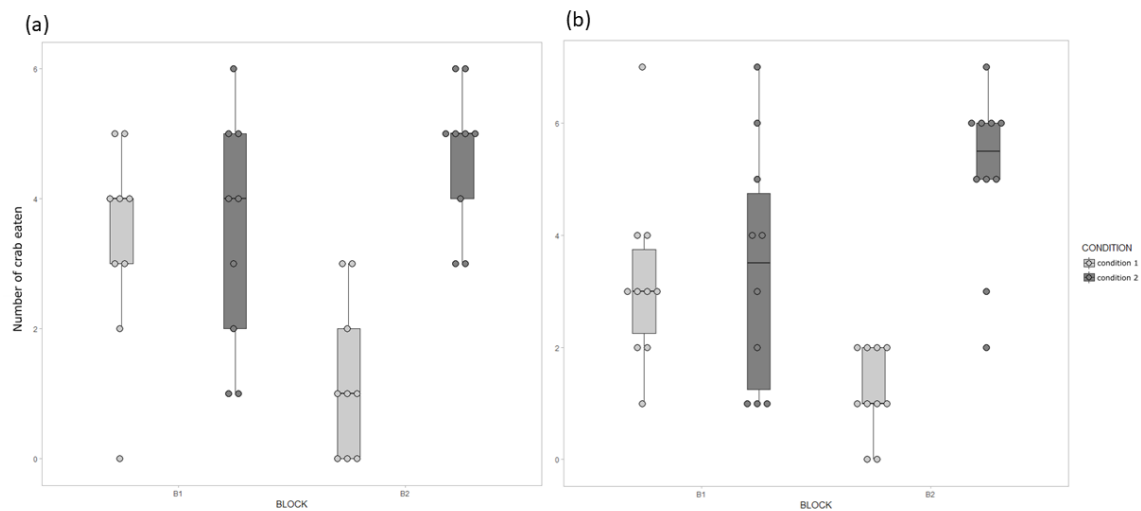 (a)
Number of crab eaten
6
4
2
0
B1
B2
BLOCK
(b)
6
4
2
0
B1
B2
BLOCK
CONDITION
condition 1
condition 2